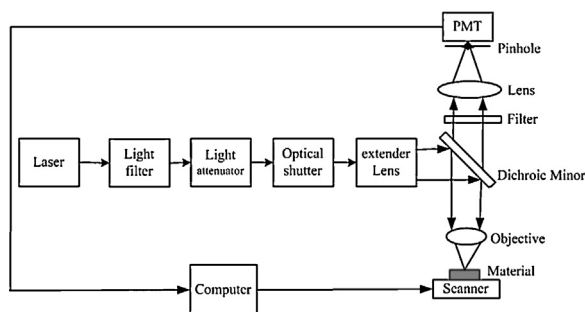 PMT
Pinhole
Lens
Filter
Laser
Light
filter
Light
attenuator
Optical
shutter
extender
Lens
Dichroic Minor
Objective
Material
Scanner
Computer